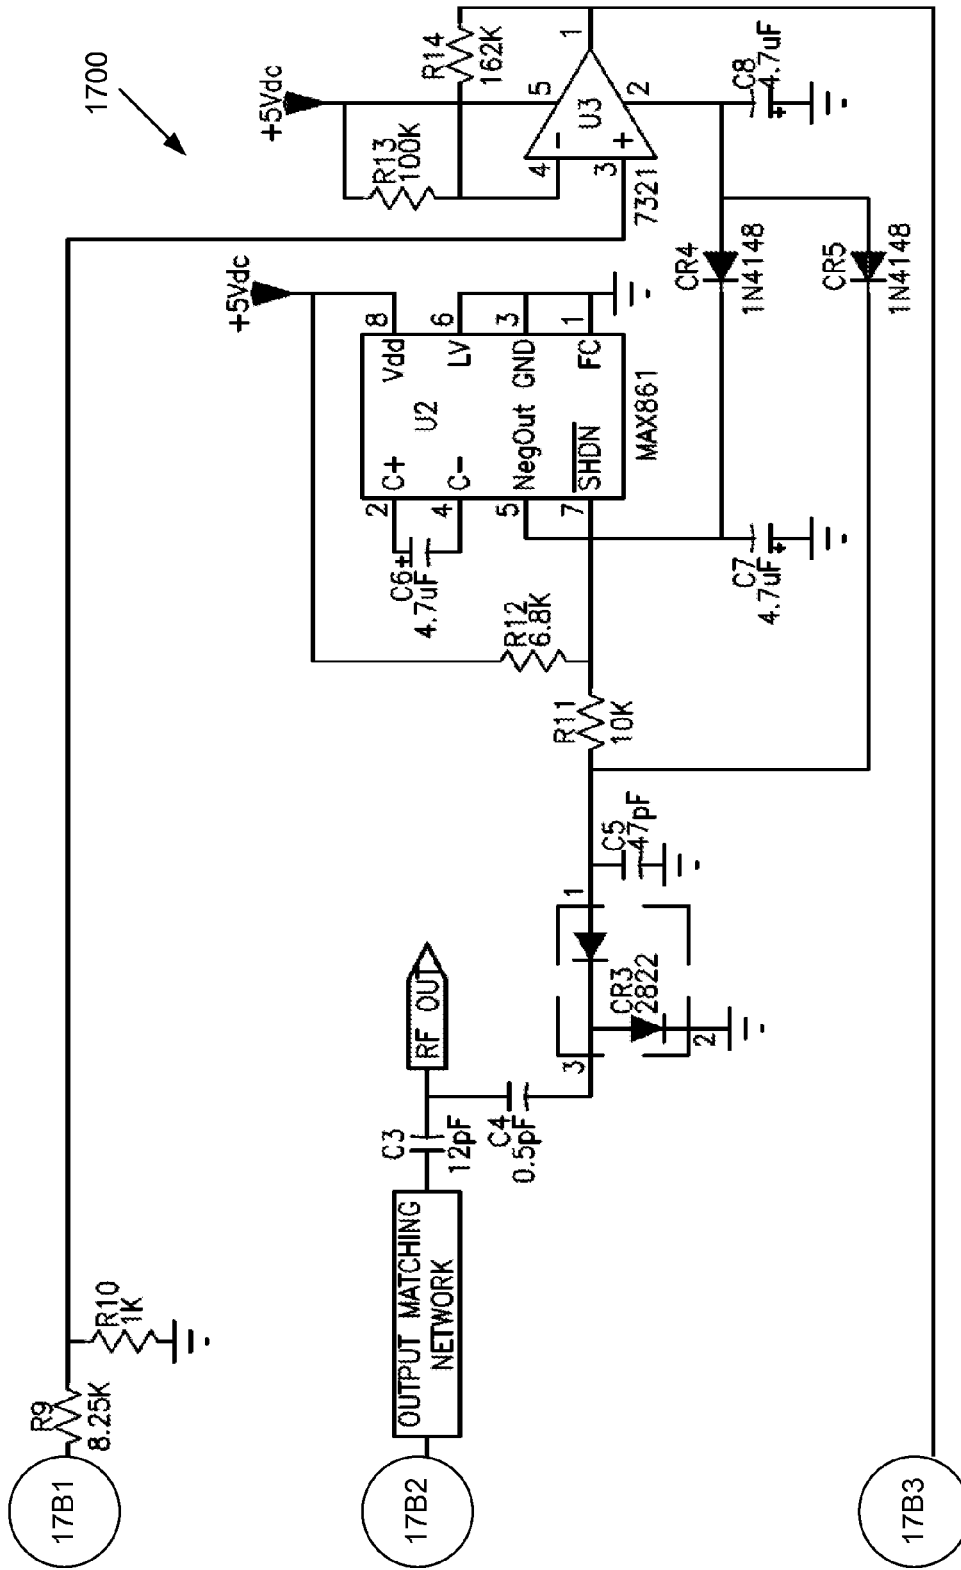 1700
+5Vdc
R13
100K
R14
162K
1
5
2
4
3
-
+
U3
7321
C8
4.7uF
+
+5Vdc
8
6
3
1
Vdd
LV
GND
FC
U2
C+
C-
NegOut
SHDN
2
4
5
7
MAX861
C6
4.7uF
+
CR4
1N4148
CR5
1N4148
C7
4.7uF
+
R12
6.8K
R11
10K
C5
47pF
1
3
2
CR3
2822
RF OUT
C3
12pF
C4
0.5pF
OUTPUT MATCHING
NETWORK
R10
1K
R9
8.25K
17B1
17B2
17B3